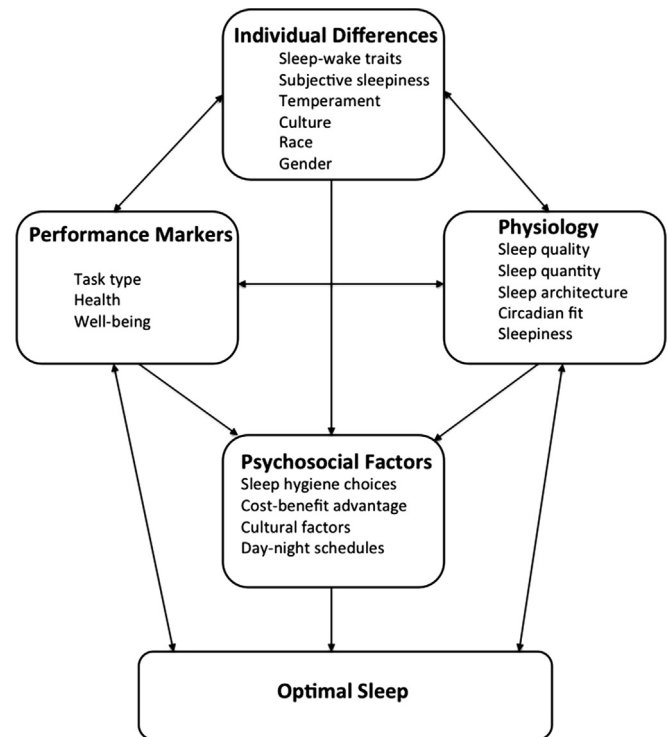 Individual Differences
Sleep-wake traits
Subjective sleepiness
Temperament
Culture
Race
Gender
Performance Markers
Task type
Health
Well-being
Physiology
Sleep quality
Sleep quantity
Sleep architecture
Circadian fit
Sleepiness
Psychosocial Factors
Sleep hygiene choices
Cost-benefit advantage
Cultural factors
Day-night schedules
Optimal Sleep